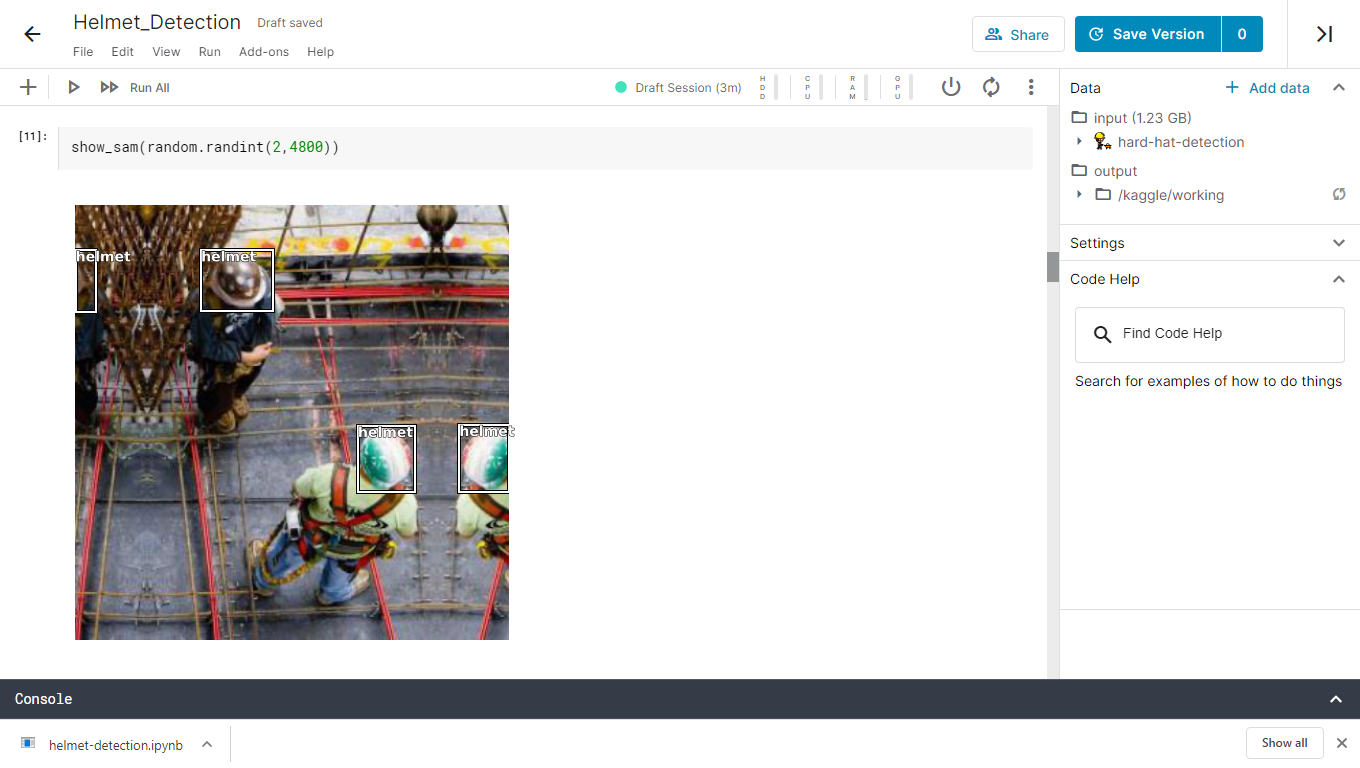 Helmet_Detection Draft saved
File Edit View Run Add-ons Help
Share
Save Version 0
Run All
Draft Session (3m)
HDD
CPU
RAM
GPU
[11]:
show_sam(random.randint(2,4800))
helmet
helmet
helmet
helmet
Data
Add data
input (1.23 GB)
hard-hat-detection
output
/kaggle/working
Settings
Code Help
Find Code Help
Search for examples of how to do things
Console
helmet-detection.ipynb
Show all